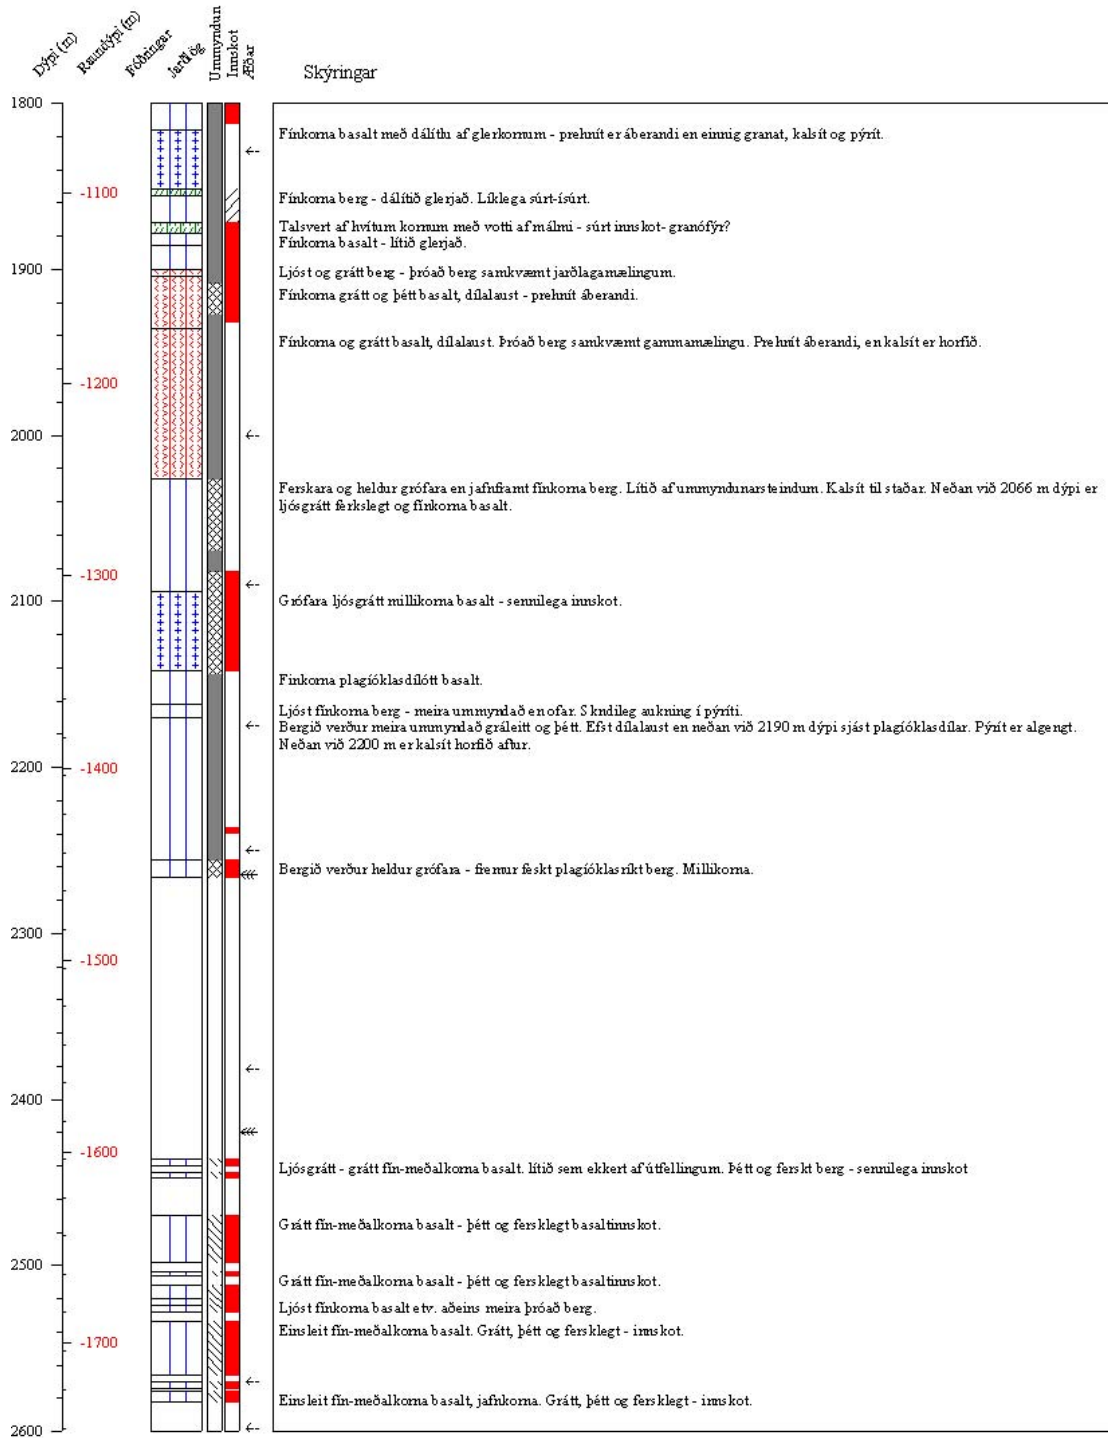 Dýpi (m)
Raundýpi (m)
Fóðringar
Jarðlög
Ummyndun
Innskot
Æðar
Skýringar
1800
Fínkorna basalt með dálítlu af glerkornum - prehnít er áberandi en einnig granat, kalsít og pýrít.
-1100
Fínkorna berg - dálítið glerjað. Líklega súrt-ísúrt.
Talsvert af hvítum kornum með votti af málmi - súrt innskot- granófýr?
Fínkorna basalt - lítið glerjað.
1900
Ljóst og grátt berg - þróað berg samkvæmt jarðlagamælingum.
Fínkorna grátt og þétt basalt, dílalaust - prehnít áberandi.
Fínkorna og grátt basalt, dílalaust. Þróað berg samkvæmt gammamælingu. Prehnít áberandi, en kalsít er horfið.
-1200
2000
Ferskara og heldur grófara en jafnframt fínkorna berg. Lítið af ummyndunarsteindum. Kalsít til staðar. Neðan við 2066 m dýpi er
ljósgrátt ferkslegt og fínkorna basalt.
-1300
2100
Grófara ljósgrátt millikorna basalt - sennilega innskot.
Finkorna plagíóklasdílótt basalt.
Ljóst fínkorna berg - meira ummyndað en ofar. Skndileg aukning í pýríti.
Bergið verður meira ummyndað gráleitt og þétt. Efst dílalaust en neðan við 2190 m dýpi sjást plagíóklasdílar. Pýrít er algengt.
Neðan við 2200 m er kalsít horfið aftur.
2200
-1400
Bergið verður heldur grófara - fremur feskt plagíóklasríkt berg. Millikorna.
2300
-1500
2400
-1600
Ljósgrátt - grátt fín-meðalkorna basalt. lítið sem ekkert af útfellingum. Þétt og ferskt berg - sennilega innskot
Grátt fín-meðalkorna basalt - þétt og fersklegt basaltinnskot.
2500
Grátt fín-meðalkorna basalt - þétt og fersklegt basaltinnskot.
Ljóst fínkorna basalt etv. aðeins meira þróað berg.
Einsleit fín-meðalkorna basalt. Grátt, þétt og fersklegt - innskot.
-1700
Einsleit fín-meðalkorna basalt, jafnkorna. Grátt, þétt og fersklegt - innskot.
2600